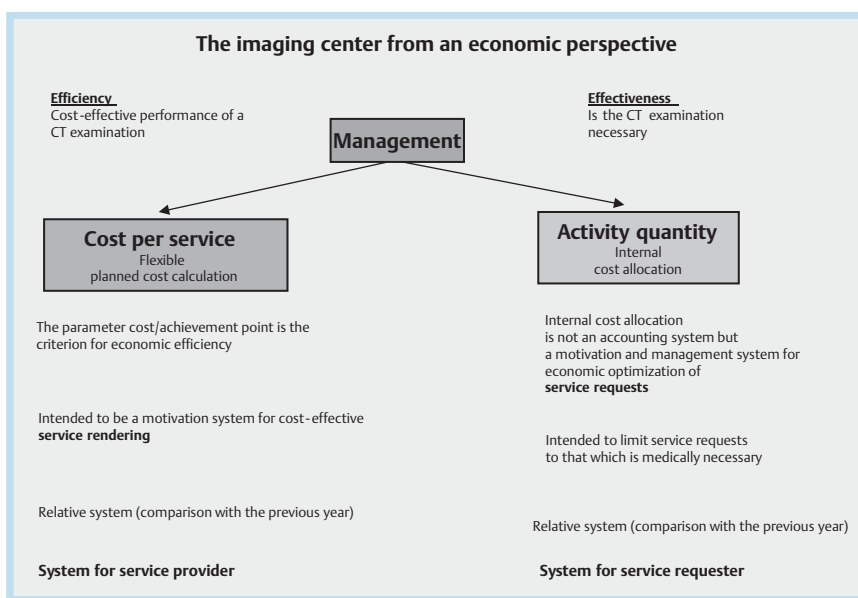 The imaging center from an economic perspective
Efficiency
Cost-effective performance of a
CT examination
Effectiveness
Is the CT examination
necessary
Management
Cost per service
Flexible
planned cost calculation
Activity quantity
Internal
cost allocation
The parameter cost/achievement point is the
criterion for economic efficiency
Intended to be a motivation system for cost-effective
service rendering
Relative system (comparison with the previous year)
System for service provider
Internal cost allocation
is not an accounting system but
a motivation and management system for
economic optimization of
service requests
Intended to limit service requests
to that which is medically necessary
Relative system (comparison with the previous year)
System for service requester